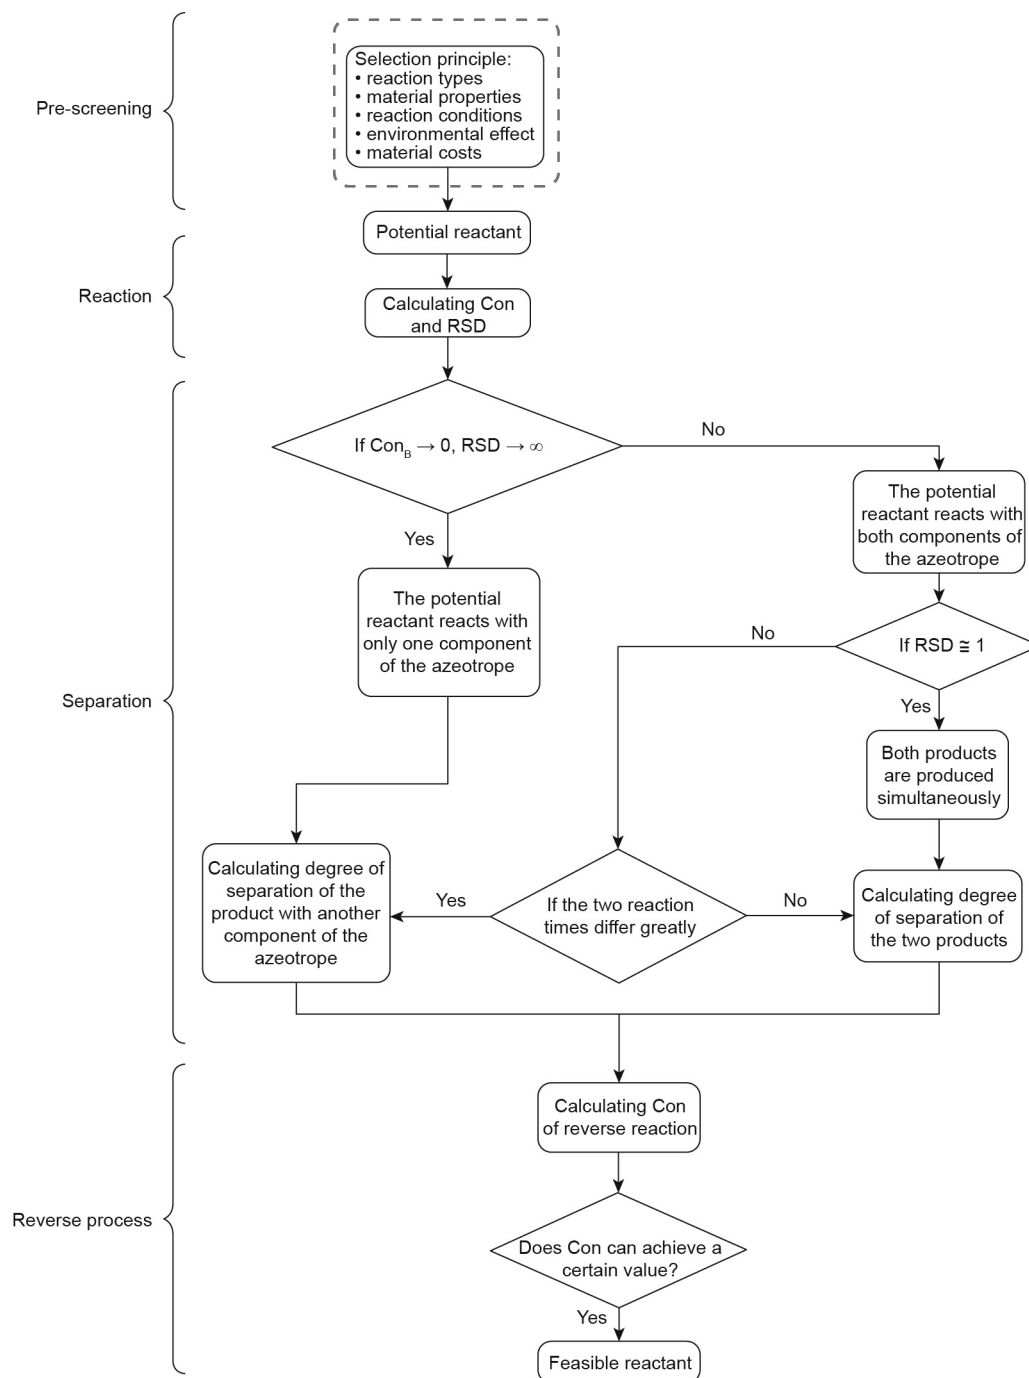 Pre-screening
Selection principle:
• reaction types
• material properties
• reaction conditions
• environmental effect
• material costs
Potential reactant
Reaction
Calculating Con
and RSD
If Con_B → 0, RSD → ∞
No
Yes
The potential
reactant reacts with
both components of
the azeotrope
The potential
reactant reacts with
only one component
of the azeotrope
No
If RSD ≅ 1
Yes
Separation
Both products
are produced
simultaneously
Calculating degree of
separation of the
product with another
component of the
azeotrope
Yes
If the two reaction
times differ greatly
No
Calculating degree
of separation of
the two products
Calculating Con
of reverse reaction
Reverse process
Does Con can achieve a
certain value?
Yes
Feasible reactant